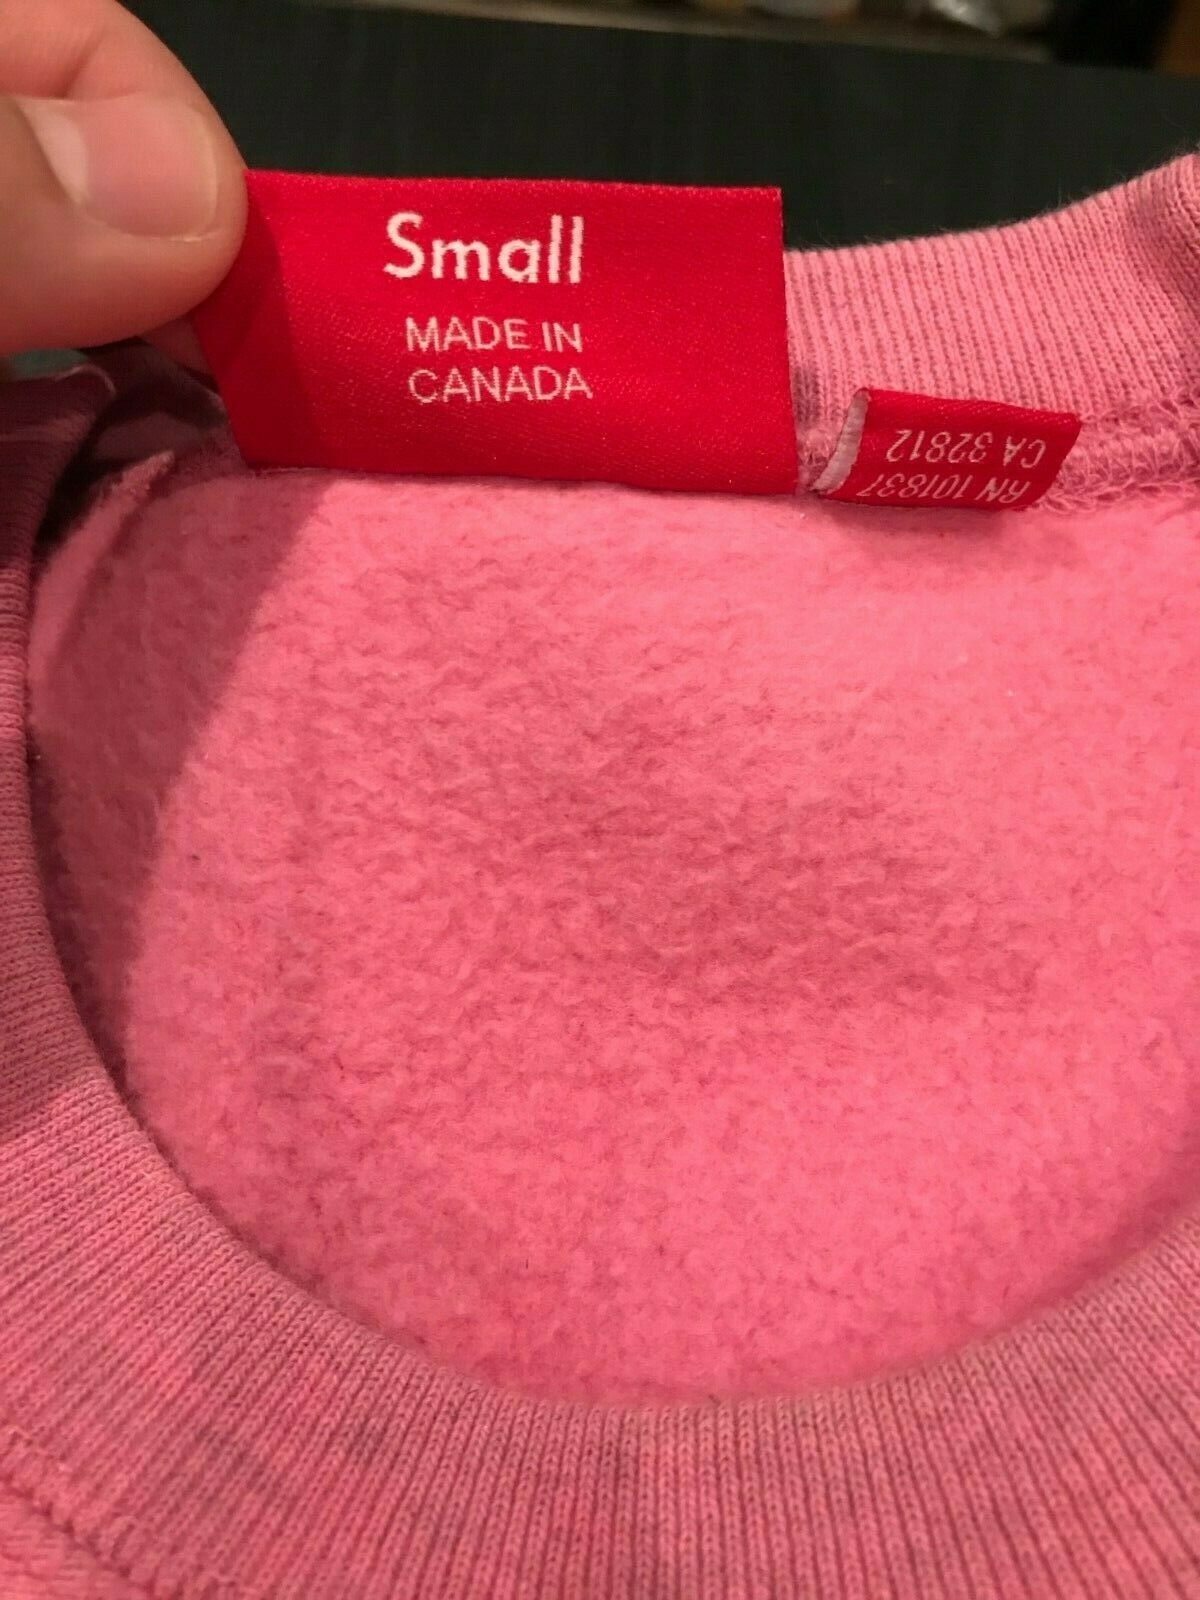 Small
MADE IN
CANADA
RN 101837
CA 32812